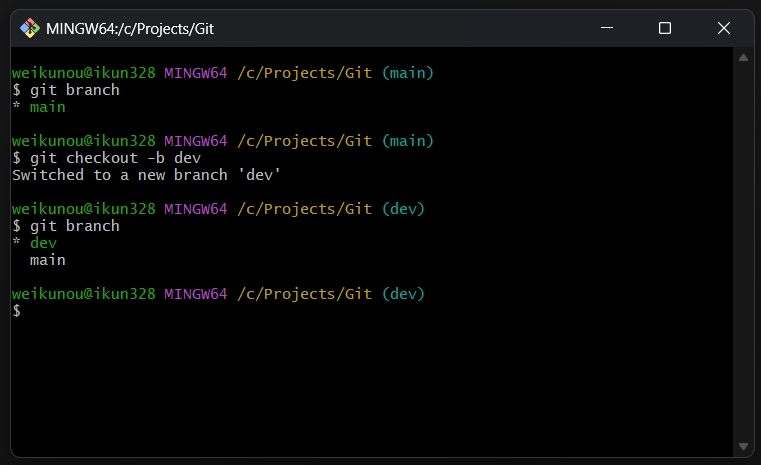 MINGW64:/c/Projects/Git
weikunou@ikun328 MINGW64 /c/Projects/Git (main)
$ git branch
* main
weikunou@ikun328 MINGW64 /c/Projects/Git (main)
$ git checkout -b dev
Switched to a new branch 'dev'
weikunou@ikun328 MINGW64 /c/Projects/Git (dev)
$ git branch
* dev
  main
weikunou@ikun328 MINGW64 /c/Projects/Git (dev)
$